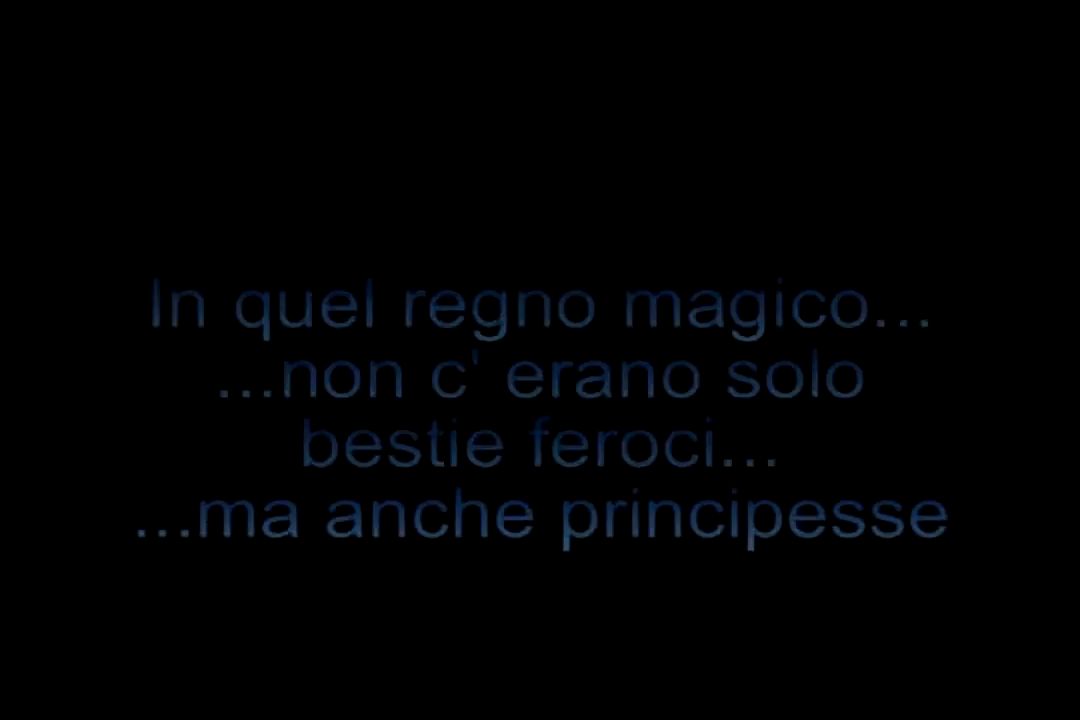 In quel regno magico...
...non c' erano solo
bestie feroci...
...ma anche principesse